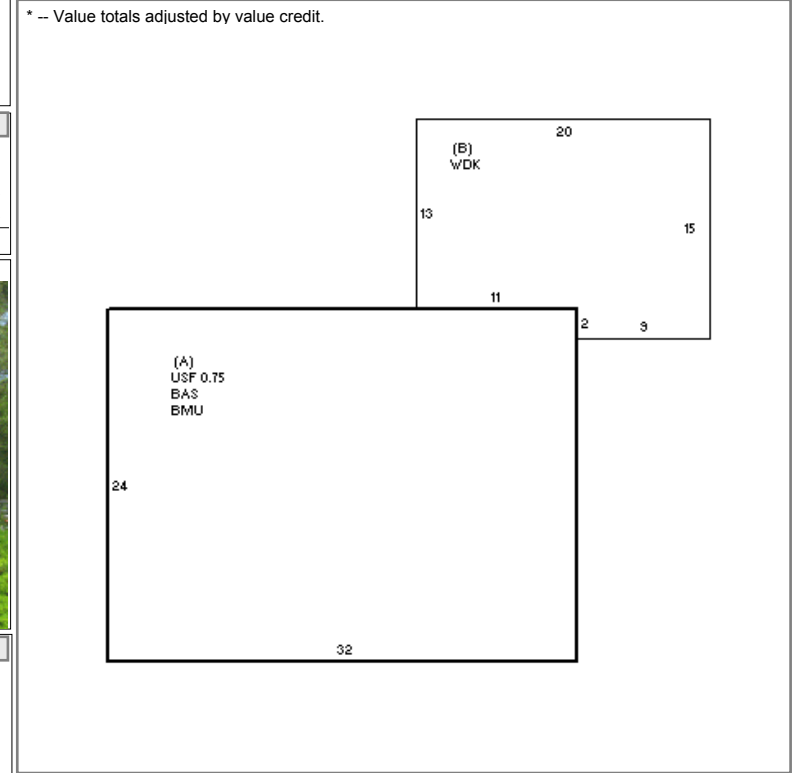 * -- Value totals adjusted by value credit.
20
(B)
WDK
13
15
11
2
9
(A)
USF 0.75
BAS
BMU
24
32